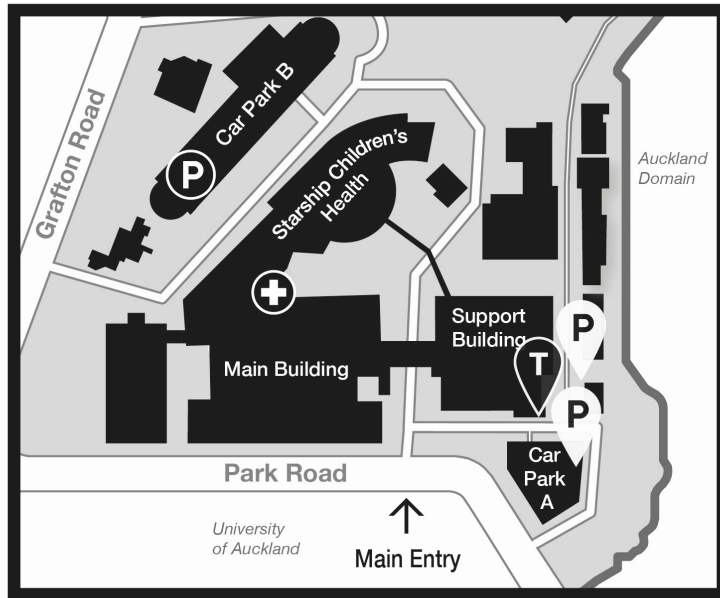 Grafton Road
Car Park B
P
Starship Children's
Health
Auckland
Domain
Support
Building
P
T
Main Building
P
Car
Park
A
Park Road
University
of Auckland
Main Entry